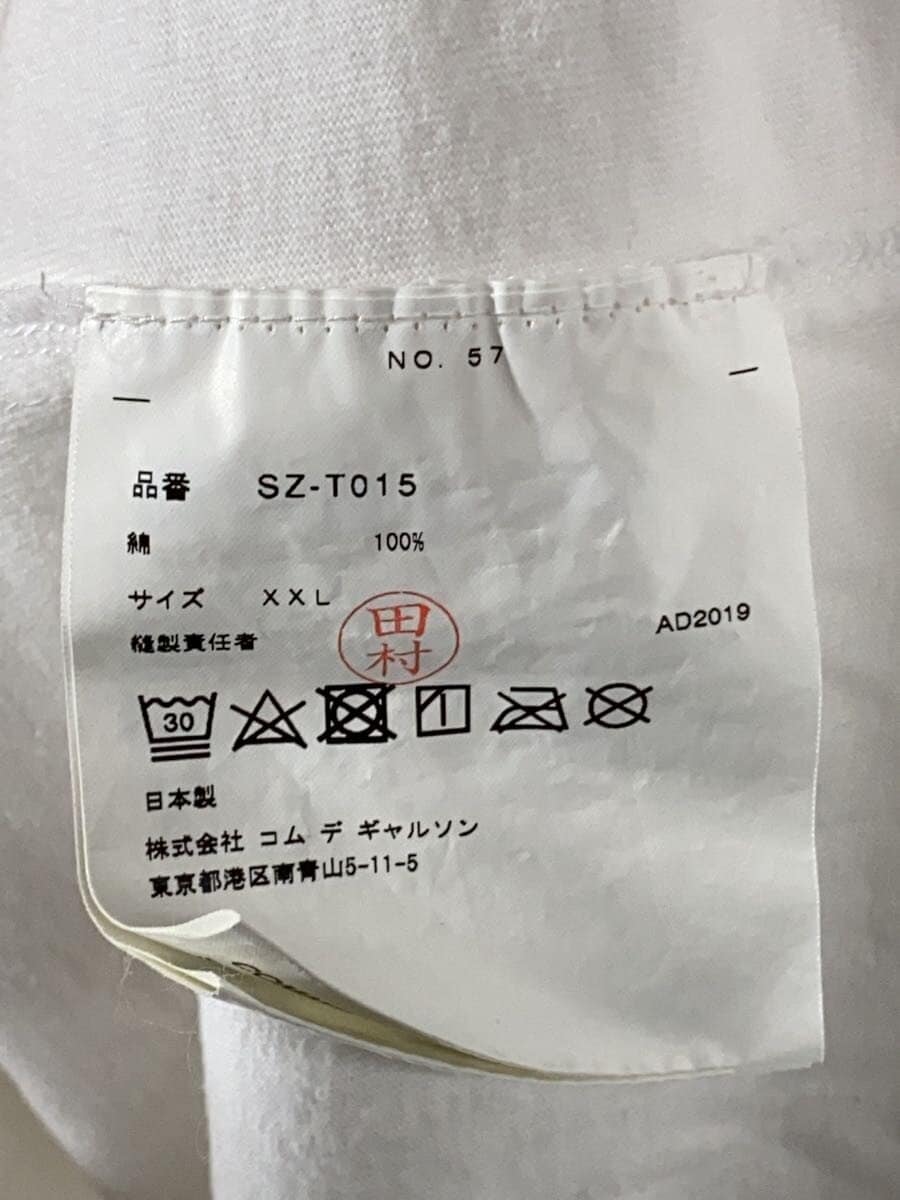 NO. 57
品番 SZ-T015
綿 100%
サイズ XXL
縫製責任者 田村 AD2019
30
日本製
株式会社 コム デ ギャルソン
東京都港区南青山5-11-5